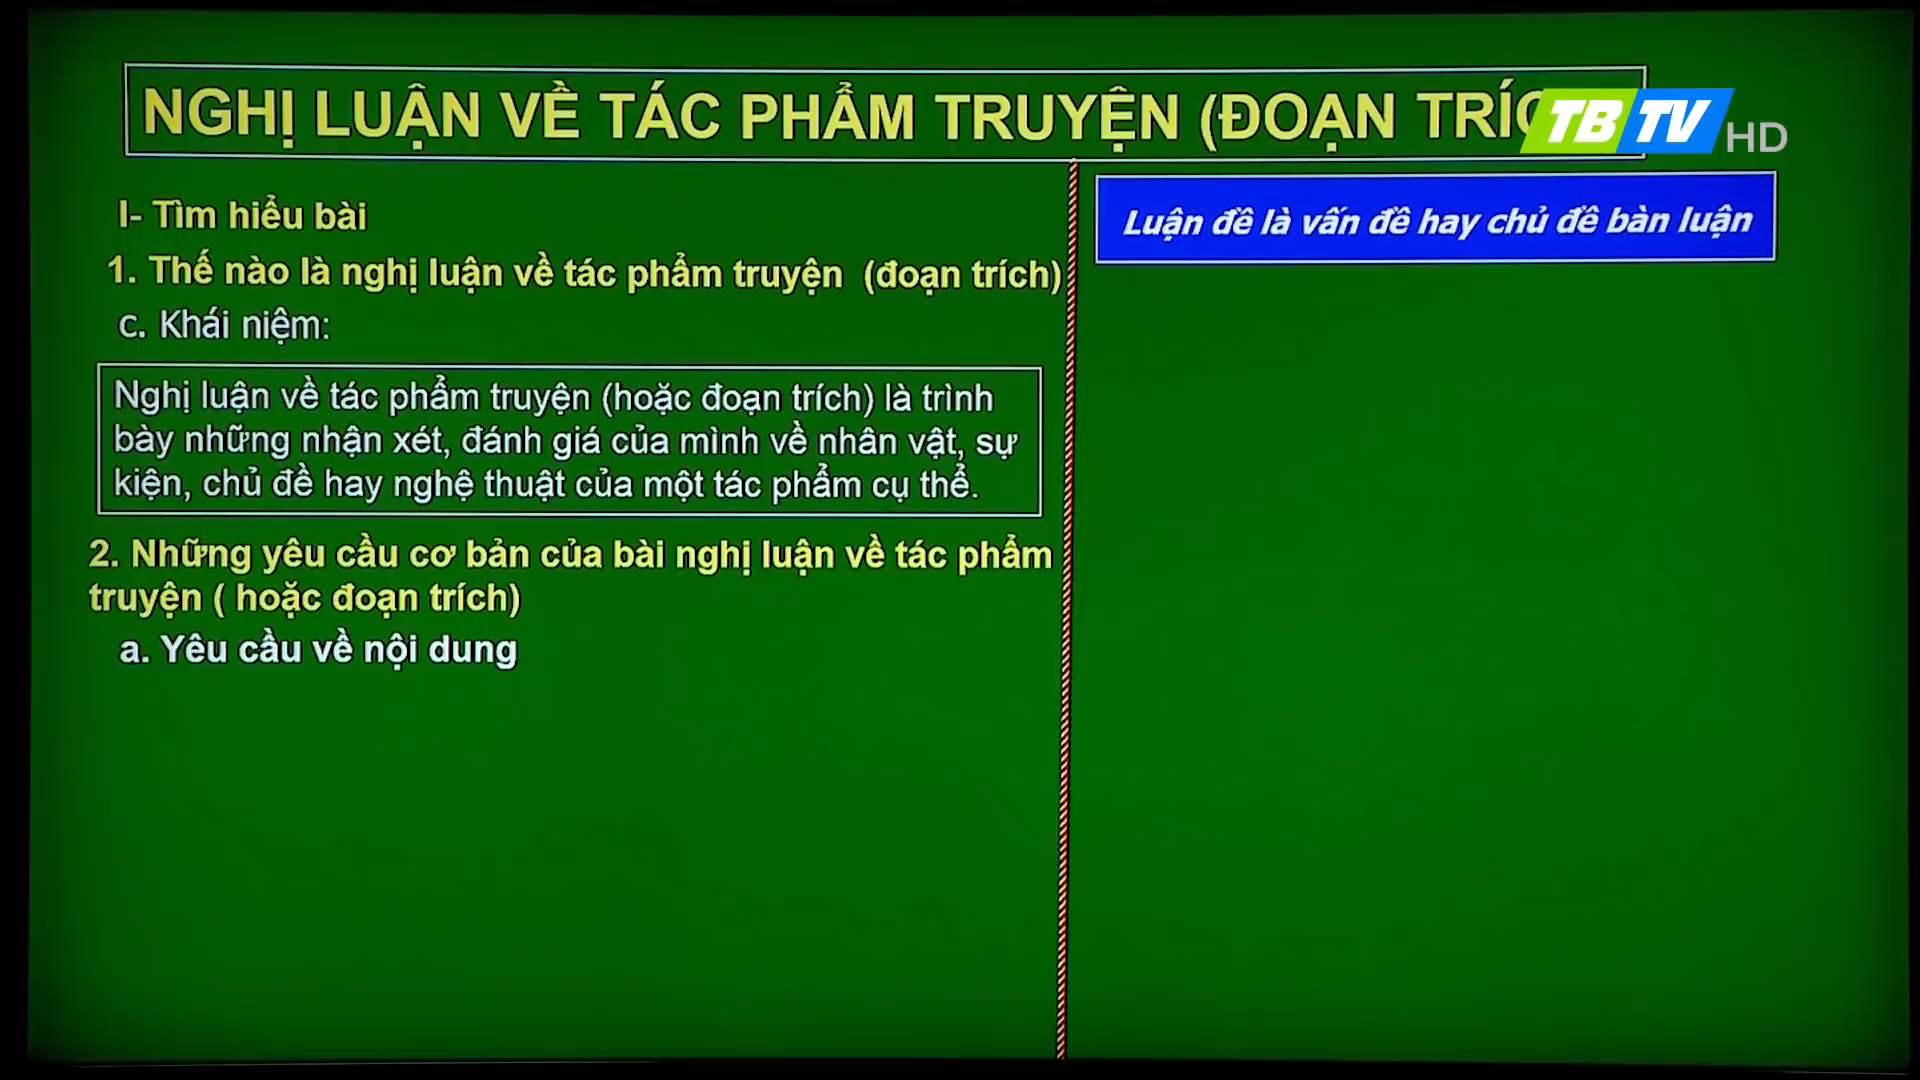 NGHỊ LUẬN VỀ TÁC PHẨM TRUYỆN (ĐOẠN
TBTV HD
I- Tìm hiểu bài
1. Thế nào là nghị luận về tác phẩm truyện (đoạn trích)
c. Khái niệm:
Nghị luận về tác phẩm truyện (hoặc đoạn trích) là trình
bày những nhận xét, đánh giá của mình về nhân vật, sự
kiện, chủ đề hay nghệ thuật của một tác phẩm cụ thể.
2. Những yêu cầu cơ bản của bài nghị luận về tác phẩm
truyện ( hoặc đoạn trích)
a. Yêu cầu về nội dung
Luận đề là vấn đề hay chủ đề bàn luận